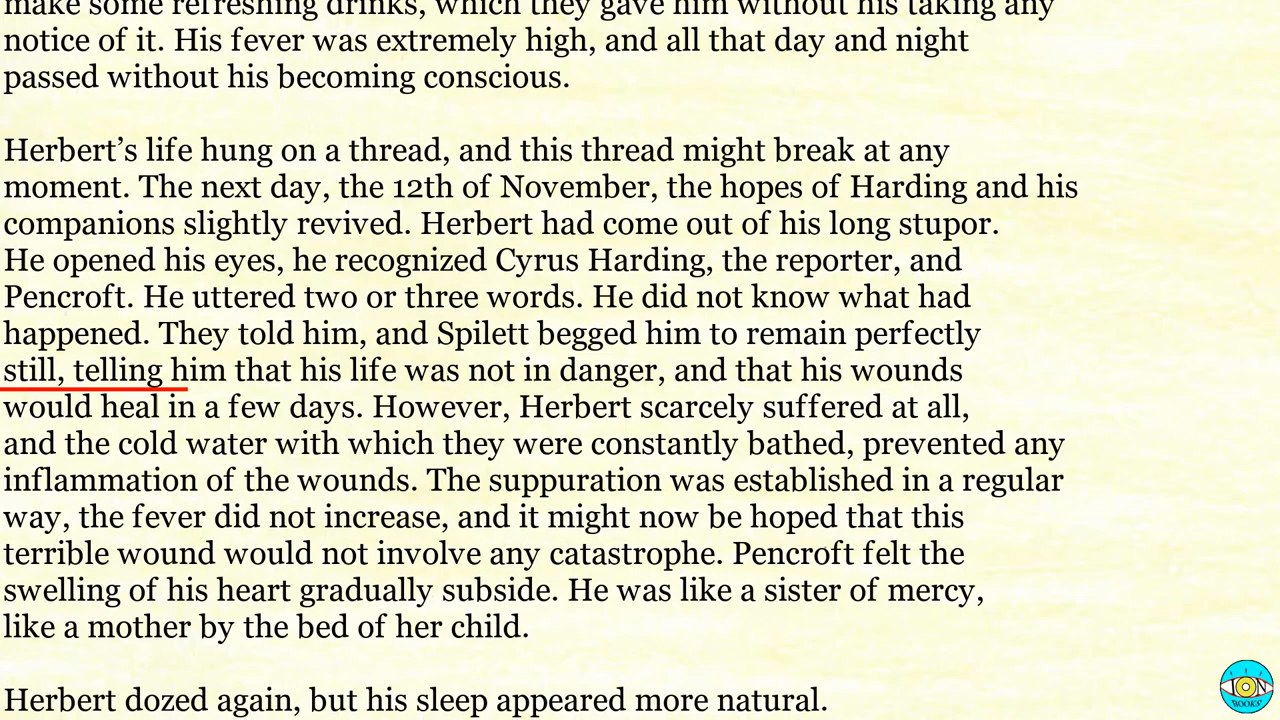 make some refreshing drinks, which they gave him without his taking any
notice of it. His fever was extremely high, and all that day and night
passed without his becoming conscious.
Herbert’s life hung on a thread, and this thread might break at any
moment. The next day, the 12th of November, the hopes of Harding and his
companions slightly revived. Herbert had come out of his long stupor.
He opened his eyes, he recognized Cyrus Harding, the reporter, and
Pencroft. He uttered two or three words. He did not know what had
happened. They told him, and Spilett begged him to remain perfectly
still, telling him that his life was not in danger, and that his wounds
would heal in a few days. However, Herbert scarcely suffered at all,
and the cold water with which they were constantly bathed, prevented any
inflammation of the wounds. The suppuration was established in a regular
way, the fever did not increase, and it might now be hoped that this
terrible wound would not involve any catastrophe. Pencroft felt the
swelling of his heart gradually subside. He was like a sister of mercy,
like a mother by the bed of her child.
Herbert dozed again, but his sleep appeared more natural.
ION
BOOKS